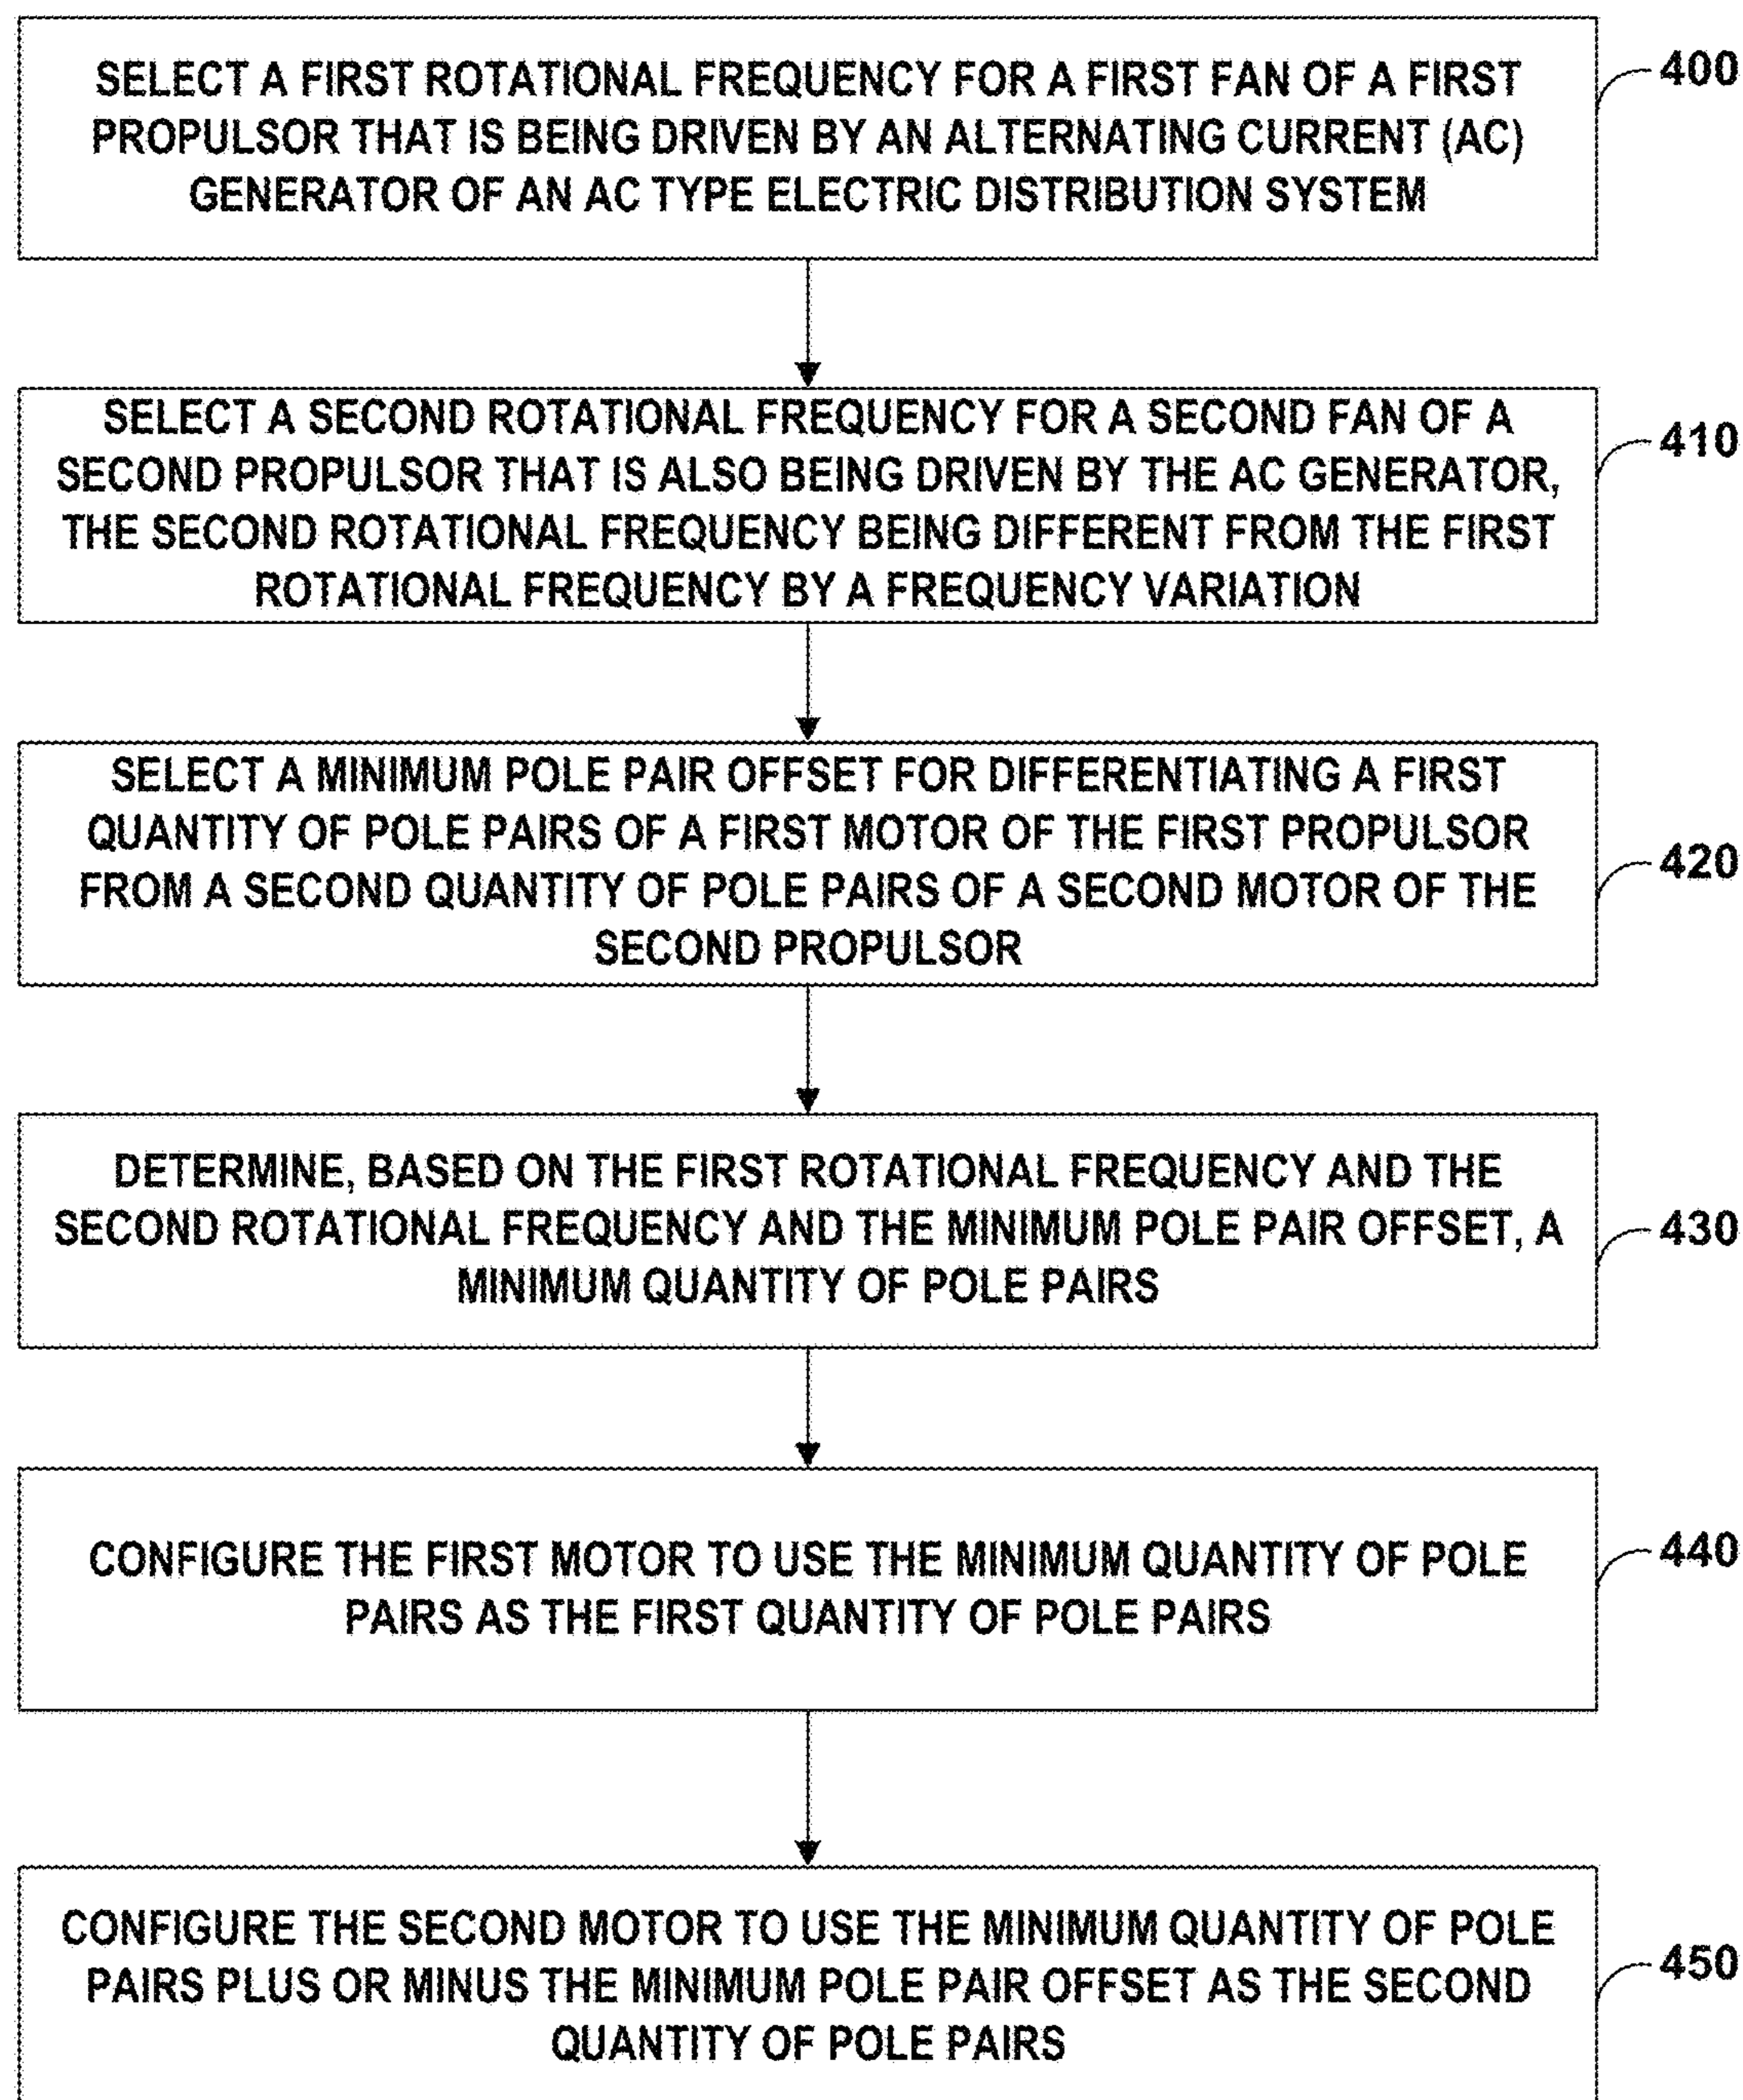 SELECT A FIRST ROTATIONAL FREQUENCY FOR A FIRST FAN OF A FIRST
PROPULSOR THAT IS BEING DRIVEN BY AN ALTERNATING CURRENT (AC)
GENERATOR OF AN AC TYPE ELECTRIC DISTRIBUTION SYSTEM
400
SELECT A SECOND ROTATIONAL FREQUENCY FOR A SECOND FAN OF A
SECOND PROPULSOR THAT IS ALSO BEING DRIVEN BY THE AC GENERATOR,
THE SECOND ROTATIONAL FREQUENCY BEING DIFFERENT FROM THE FIRST
ROTATIONAL FREQUENCY BY A FREQUENCY VARIATION
410
SELECT A MINIMUM POLE PAIR OFFSET FOR DIFFERENTIATING A FIRST
QUANTITY OF POLE PAIRS OF A FIRST MOTOR OF THE FIRST PROPULSOR
FROM A SECOND QUANTITY OF POLE PAIRS OF A SECOND MOTOR OF THE
SECOND PROPULSOR
420
DETERMINE, BASED ON THE FIRST ROTATIONAL FREQUENCY AND THE
SECOND ROTATIONAL FREQUENCY AND THE MINIMUM POLE PAIR OFFSET, A
MINIMUM QUANTITY OF POLE PAIRS
430
CONFIGURE THE FIRST MOTOR TO USE THE MINIMUM QUANTITY OF POLE
PAIRS AS THE FIRST QUANTITY OF POLE PAIRS
440
CONFIGURE THE SECOND MOTOR TO USE THE MINIMUM QUANTITY OF POLE
PAIRS PLUS OR MINUS THE MINIMUM POLE PAIR OFFSET AS THE SECOND
QUANTITY OF POLE PAIRS
450